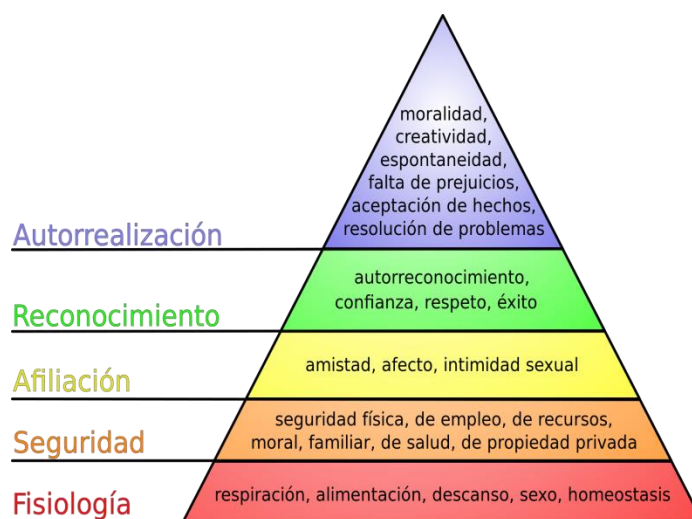 moralidad,
creatividad,
espontaneidad,
falta de prejuicios,
aceptación de hechos,
resolución de problemas
Autorrealización
autorreconocimiento,
confianza, respeto, éxito
Reconocimiento
amistad, afecto, intimidad sexual
Afiliación
seguridad física, de empleo, de recursos,
moral, familiar, de salud, de propiedad privada
Seguridad
respiración, alimentación, descanso, sexo, homeostasis
Fisiología